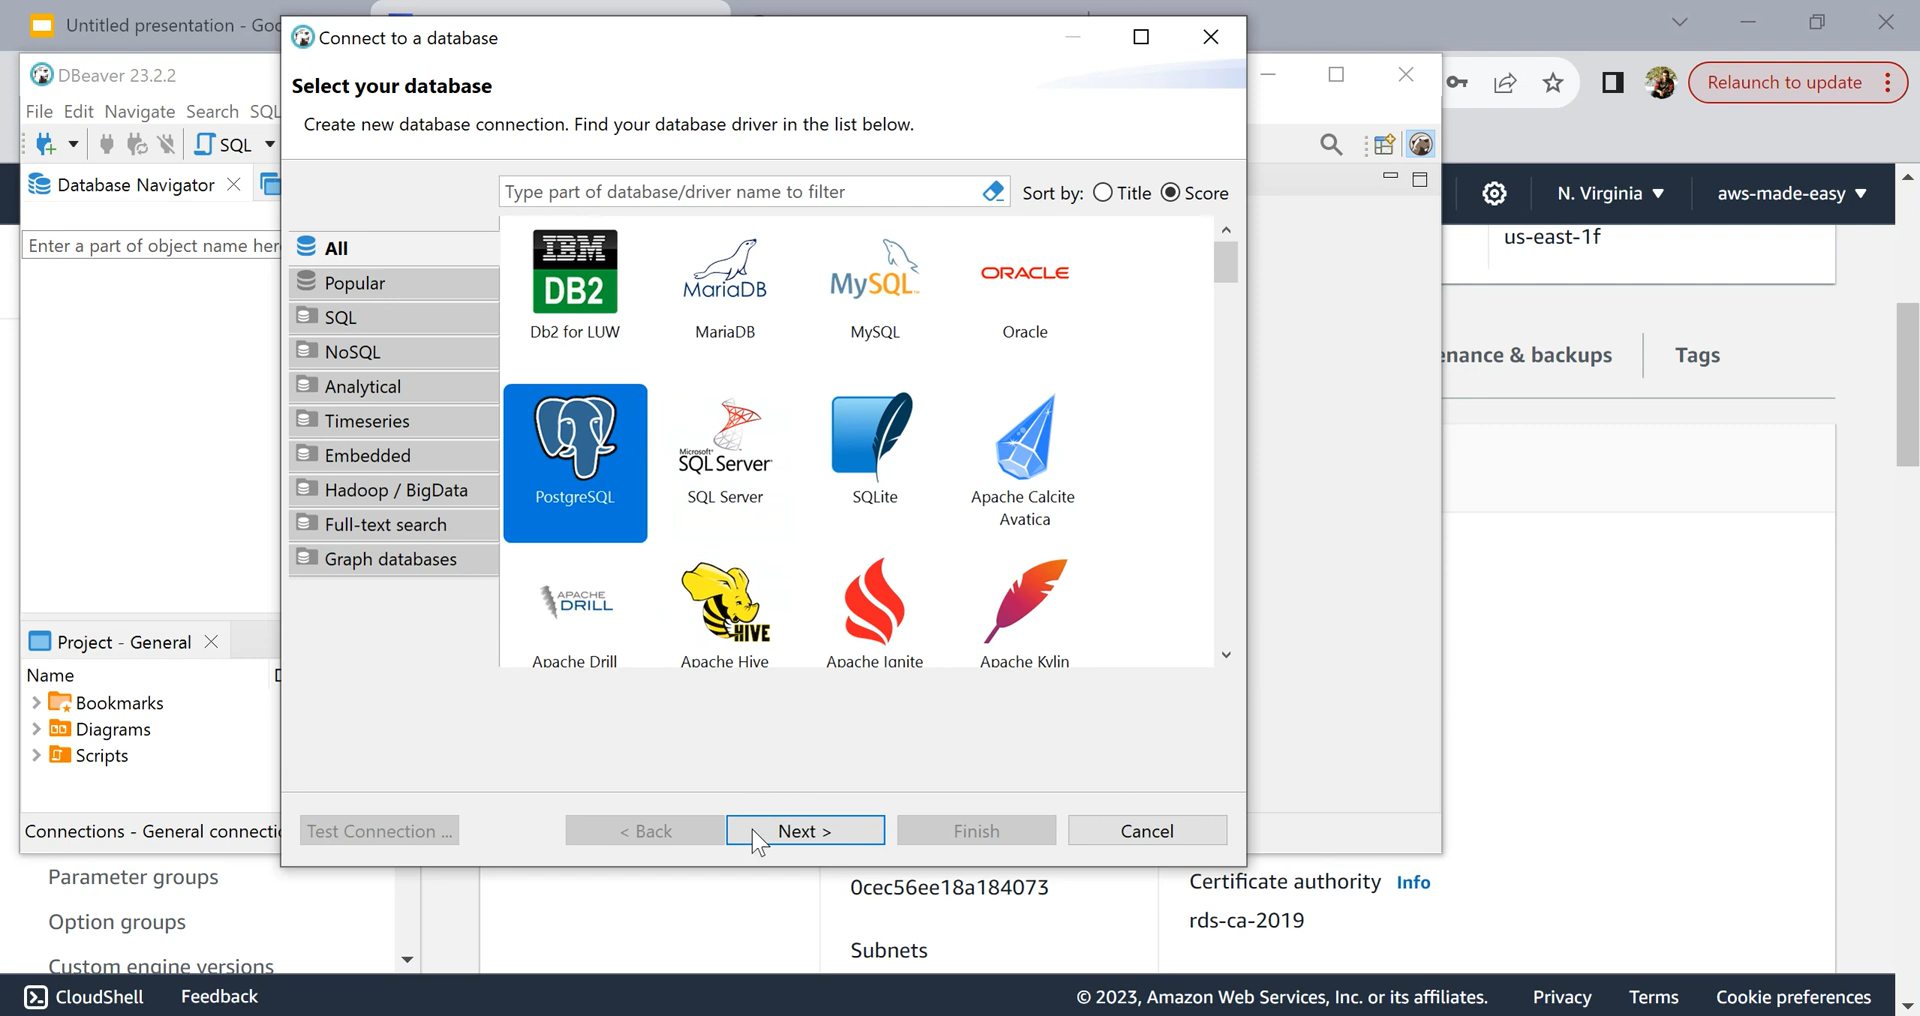 Untitled presentation - Goo
Connect to a database
Select your database
Create new database connection. Find your database driver in the list below.
DBeaver 23.2.2
File Edit Navigate Search SQL
SQL
Database Navigator
Enter a part of object name here
Relaunch to update
N. Virginia
aws-made-easy
us-east-1f
Type part of database/driver name to filter
Sort by: Title Score
All
Popular
SQL
NoSQL
Analytical
Timeseries
Embedded
Hadoop / BigData
Full-text search
Graph databases
IBM
DB2
Db2 for LUW
MariaDB
MariaDB
MySQL
MySQL
ORACLE
Oracle
PostgreSQL
Microsoft
SQL Server
SQL Server
SQLite
Apache Calcite
Avatica
APACHE
DRILL
Apache Drill
HIVE
Apache Hive
Apache Ignite
Apache Kylin
enance & backups
Tags
Project - General
Name
Bookmarks
Diagrams
Scripts
Connections - General connecti
Test Connection ...
< Back
Next >
Finish
Cancel
Parameter groups
Option groups
Custom engine versions
0cec56ee18a184073
Subnets
Certificate authority Info
rds-ca-2019
CloudShell
Feedback
© 2023, Amazon Web Services, Inc. or its affiliates.
Privacy
Terms
Cookie preferences